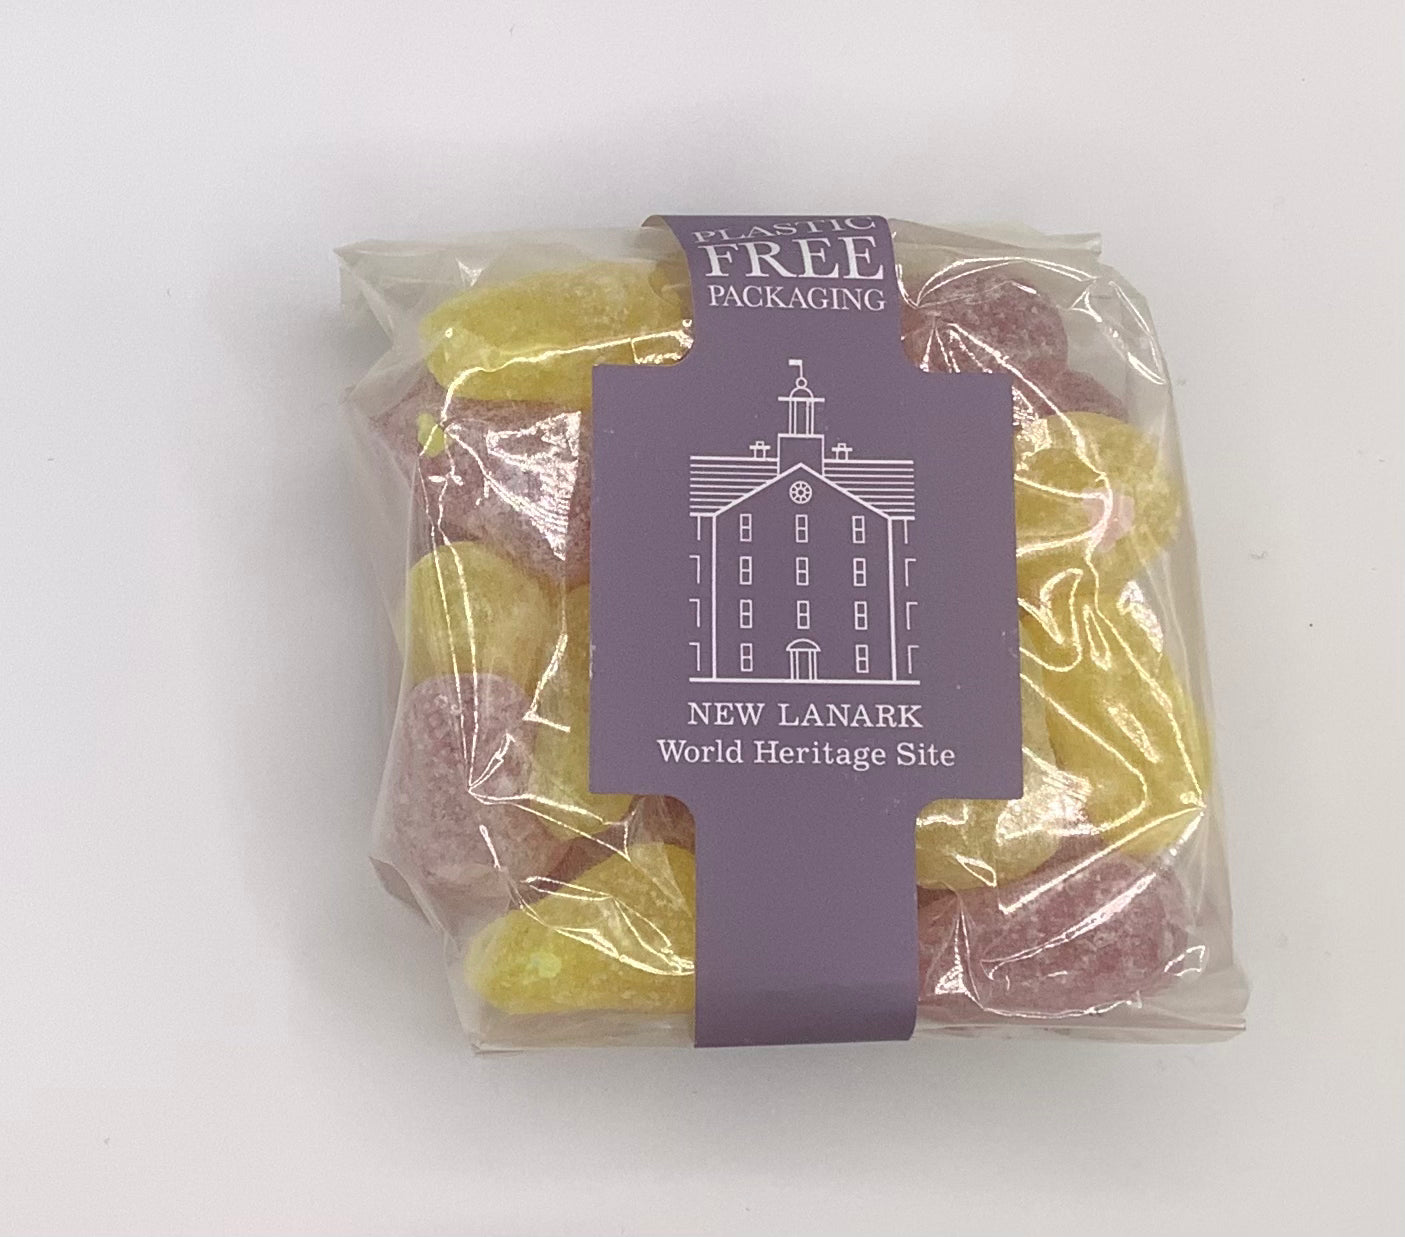 PLASTIC
FREE
PACKAGING
NEW LANARK
World Heritage Site